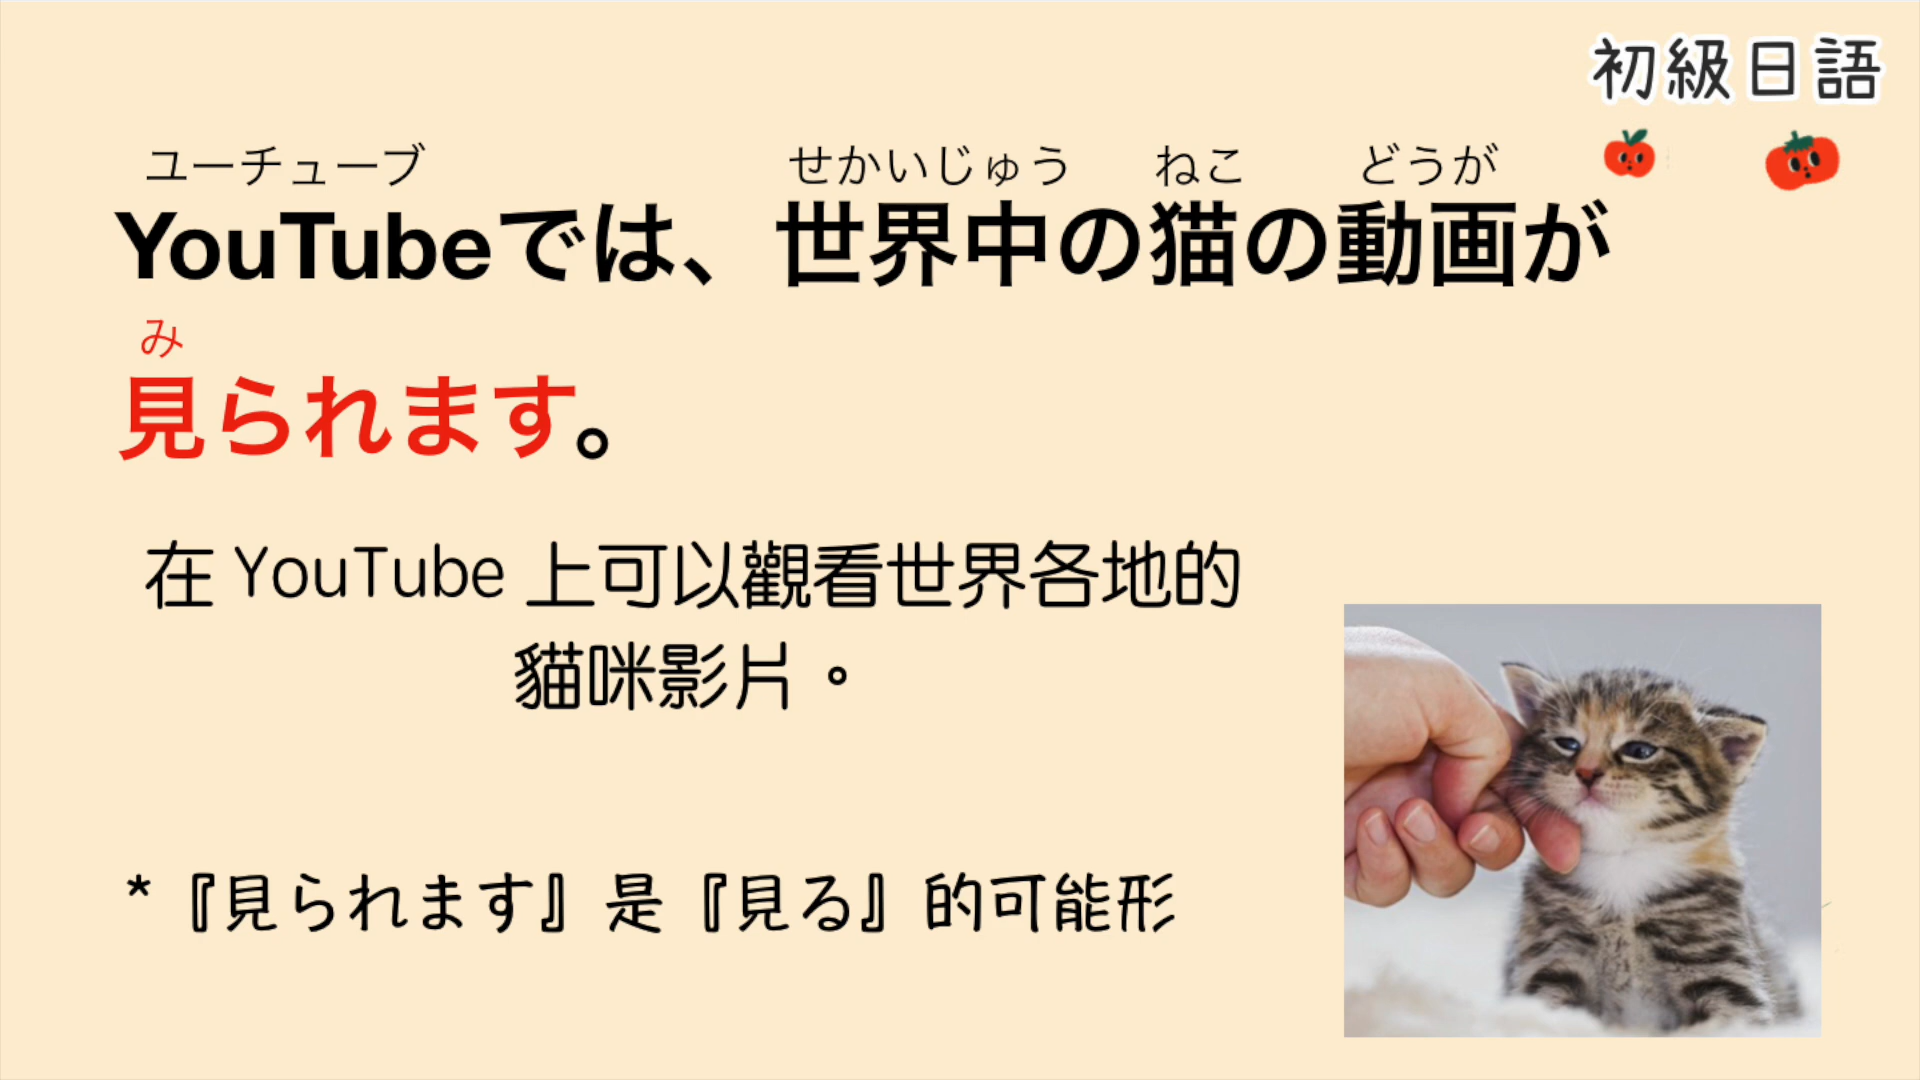 初級日語
ユーチューブ せかいじゅう ねこ どうが
YouTubeでは、世界中の猫の動画が
み
見られます。
在 YouTube 上可以觀看世界各地的
貓咪影片。
*『見られます』是『見る』的可能形